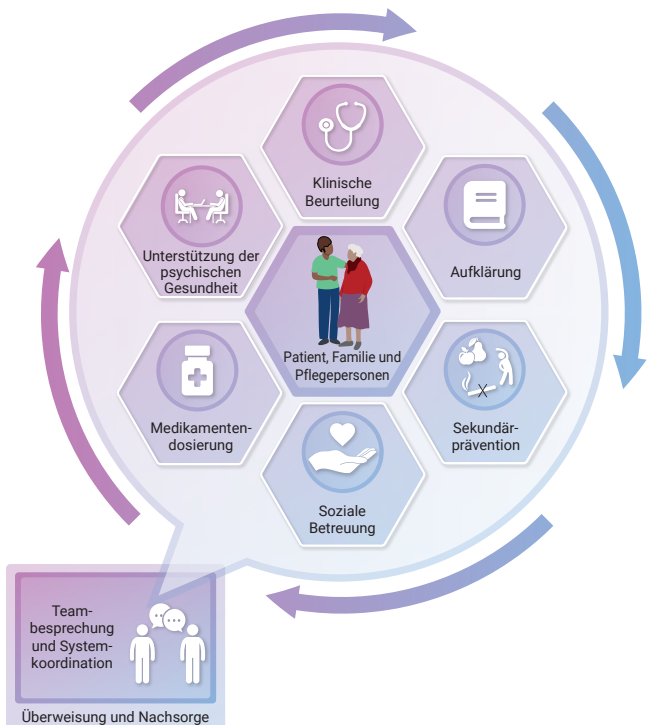 Klinische
Beurteilung
Aufklärung
Sekundär-
prävention
Soziale
Betreuung
Medikamenten-
dosierung
Unterstützung der
psychischen
Gesundheit
Patient, Familie und
Pflegepersonen
Team-
besprechung
und System-
koordination
Überweisung und Nachsorge